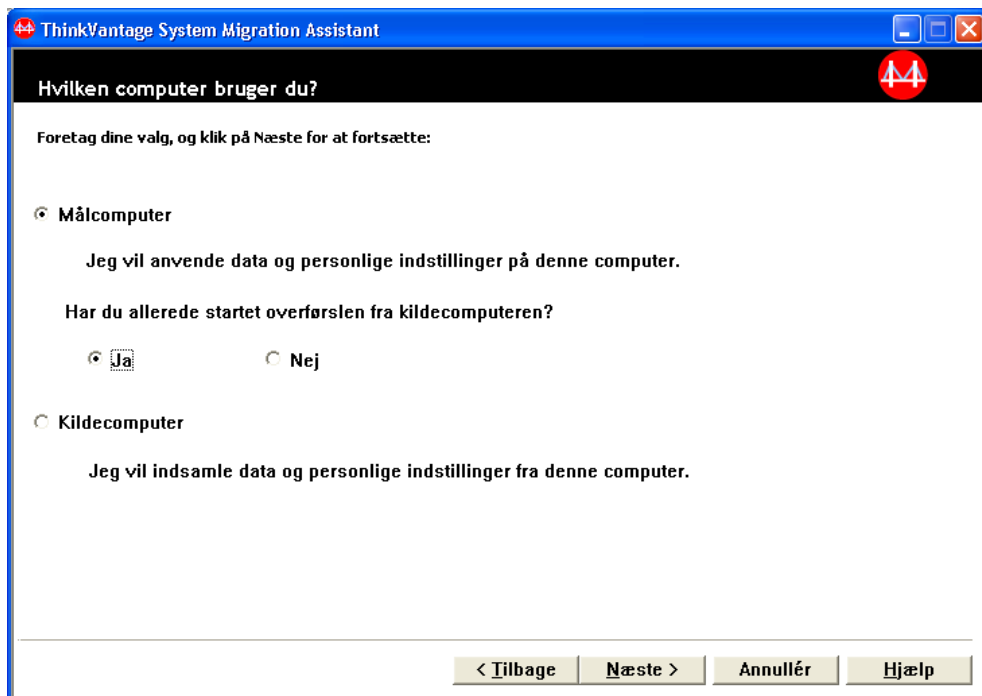 ThinkVantage System Migration Assistant
Hvilken computer bruger du?
Foretag dine valg, og klik på Næste for at fortsætte:
Målcomputer
Jeg vil anvende data og personlige indstillinger på denne computer.
Har du allerede startet overførslen fra kildecomputeren?
Ja Nej
Kildecomputer
Jeg vil indsamle data og personlige indstillinger fra denne computer.
< Tilbage Næste > Annullér Hjælp